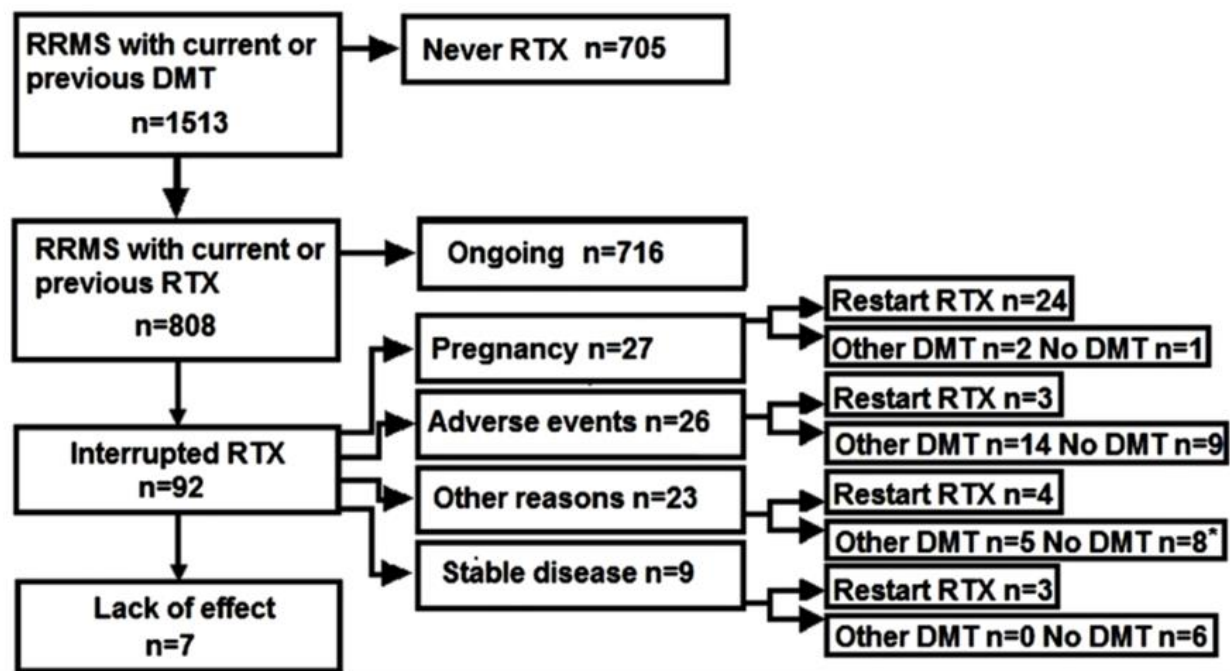 RRMS with current or
previous DMT
n=1513
Never RTX n=705
RRMS with current or
previous RTX
n=808
Ongoing n=716
Interrupted RTX
n=92
Pregnancy n=27
Restart RTX n=24
Other DMT n=2 No DMT n=1
Adverse events n=26
Restart RTX n=3
Other DMT n=14 No DMT n=9
Other reasons n=23
Restart RTX n=4
Other DMT n=5 No DMT n=8*
Stable disease n=9
Restart RTX n=3
Other DMT n=0 No DMT n=6
Lack of effect
n=7